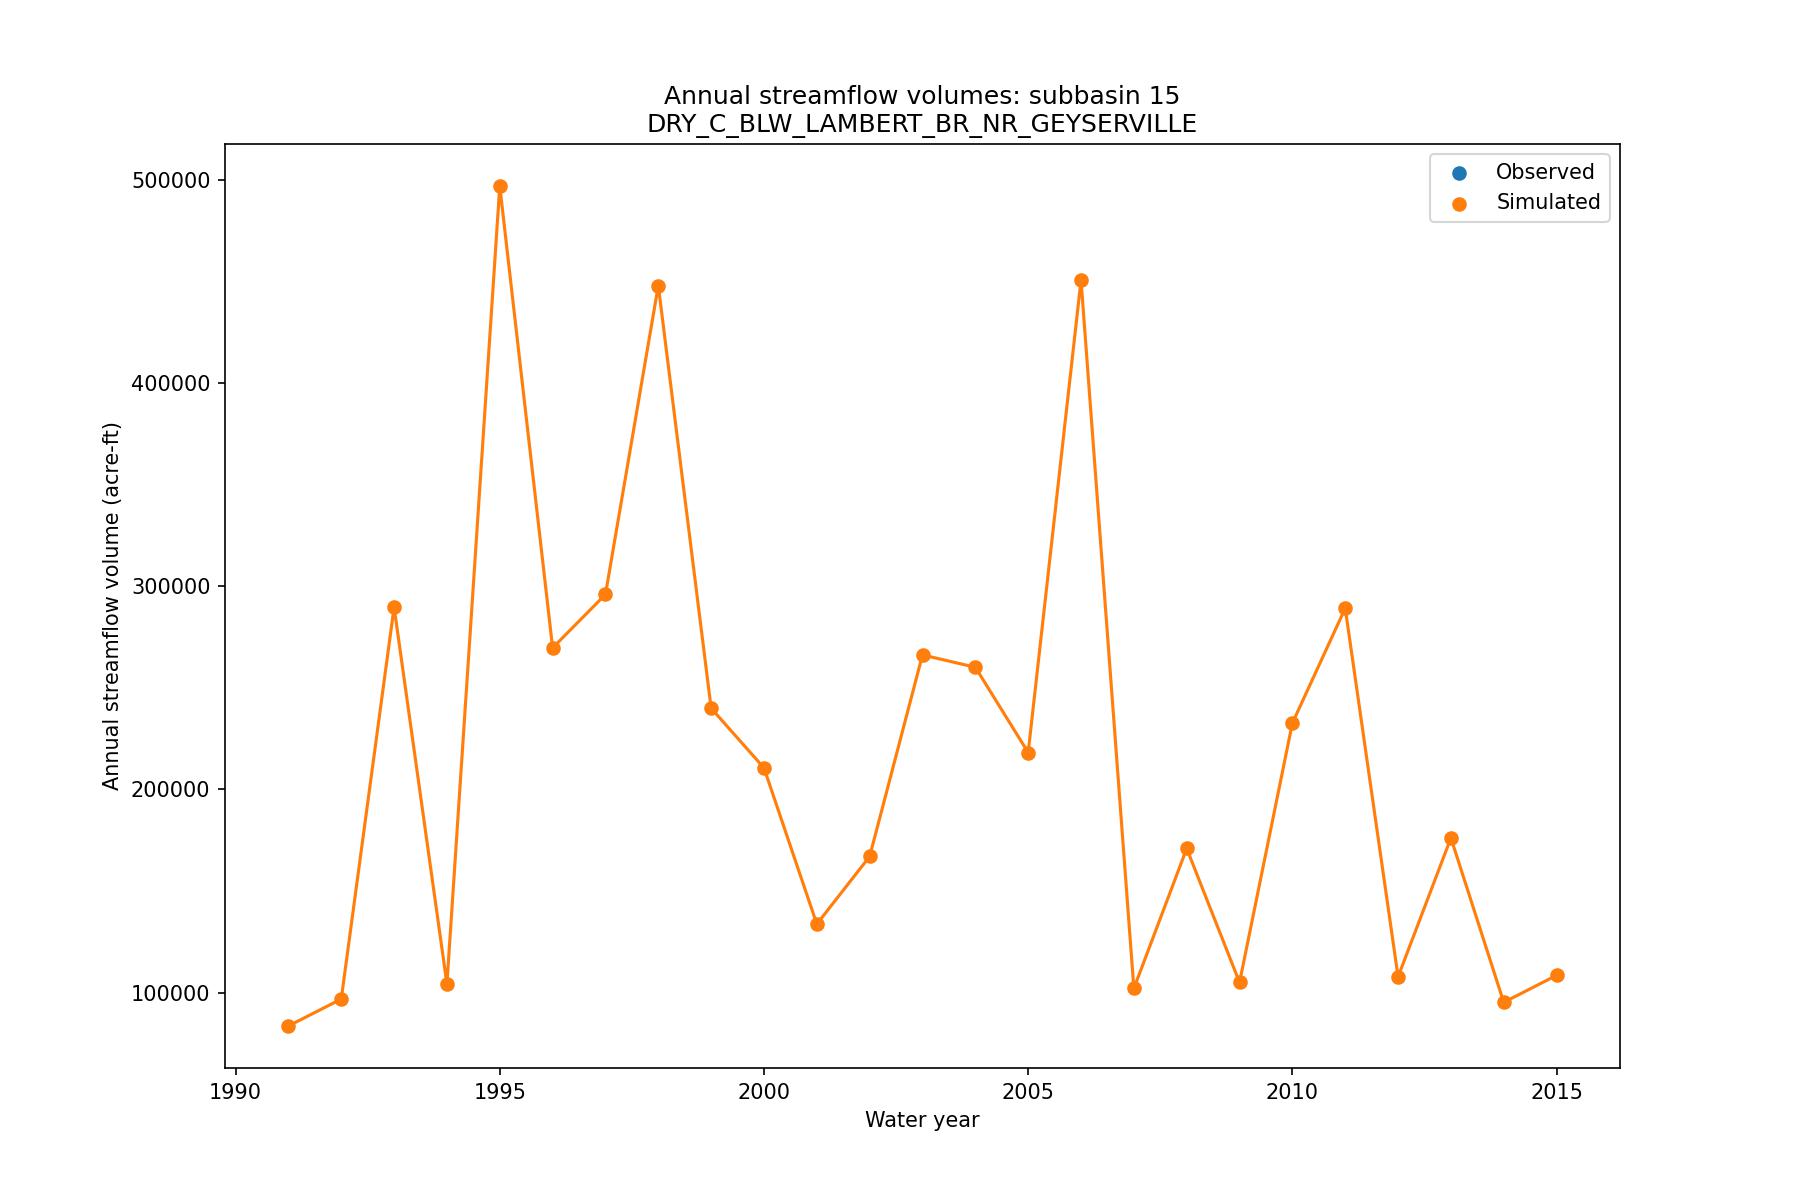 Annual streamflow volumes: subbasin 15
DRY_C_BLW_LAMBERT_BR_NR_GEYSERVILLE
Observed
Simulated
500000
400000
300000
200000
100000
Annual streamflow volume (acre-ft)
1990 1995 2000 2005 2010 2015
Water year